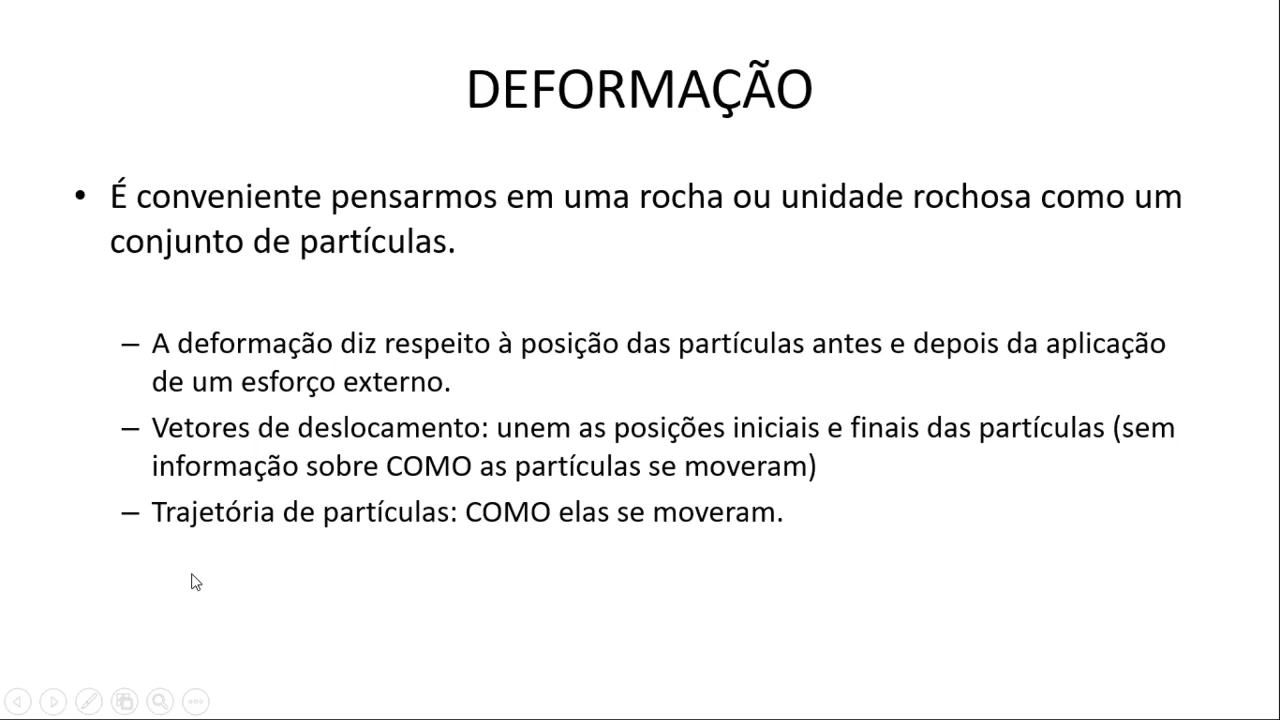 DEFORMAÇÃO
• É conveniente pensarmos em uma rocha ou unidade rochosa como um
conjunto de partículas.
– A deformação diz respeito à posição das partículas antes e depois da aplicação
de um esforço externo.
– Vetores de deslocamento: unem as posições iniciais e finais das partículas (sem
informação sobre COMO as partículas se moveram)
– Trajetória de partículas: COMO elas se moveram.